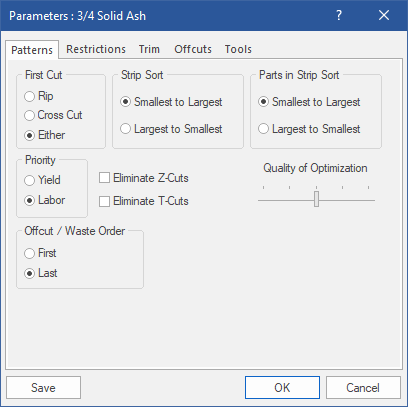 Parameters : 3/4 Solid Ash ?
Patterns Restrictions Trim Offcuts Tools
First Cut
Rip
Cross Cut
Either
Strip Sort
Smallest to Largest
Largest to Smallest
Parts in Strip Sort
Smallest to Largest
Largest to Smallest
Priority
Yield
Labor
Eliminate Z-Cuts
Eliminate T-Cuts
Quality of Optimization
Offcut / Waste Order
First
Last
Save OK Cancel